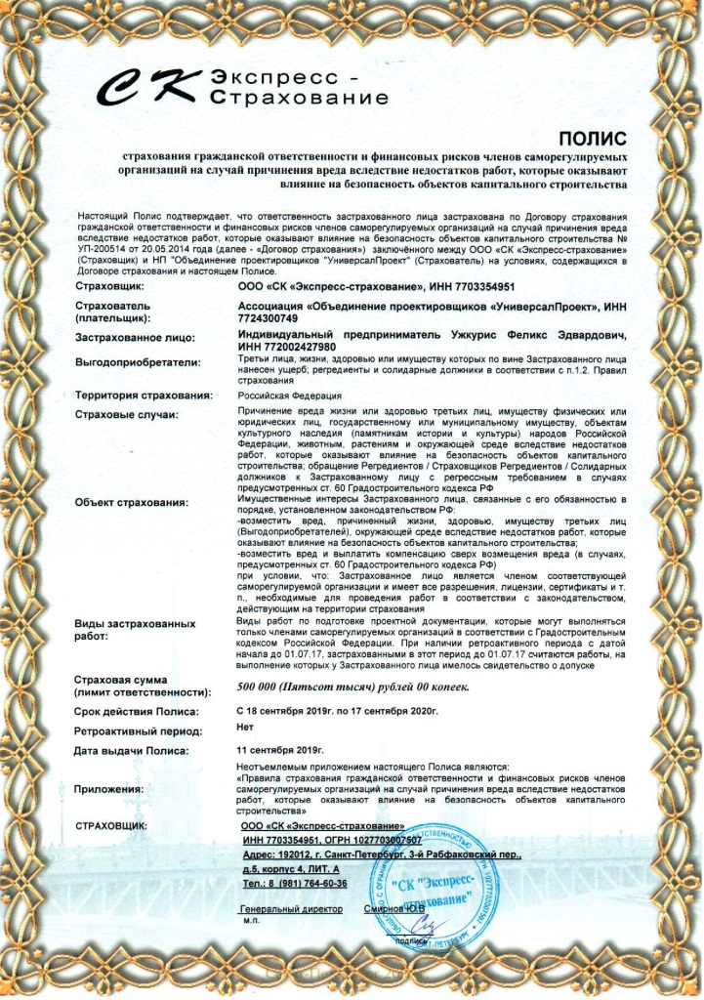 СК Экспресс -
Страхование
ПОЛИС
страхования гражданской ответственности и финансовых рисков членов саморегулируемых
организаций на случай причинения вреда вследствие недостатков работ, которые оказывают
влияние на безопасность объектов капитального строительства
Настоящий Полис подтверждает, что ответственность застрахованного лица застрахована по Договору страхования
гражданской ответственности и финансовых рисков членов саморегулируемых организаций на случай причинения вреда
вследствие недостатков работ, которые оказывают влияние на безопасность объектов капитального строительства №
УП-200514 от 20.05.2014 года (далее - «Договор страхования») заключённого между ООО «СК «Экспресс-страхование»
(Страховщик) и НП "Объединение проектировщиков "УниверсалПроект" (Страхователь) на условиях, содержащихся в
Договоре страхования и настоящем Полисе.
Страховщик: ООО «СК «Экспресс-страхование», ИНН 7703354951
Страхователь
(плательщик):
Ассоциация «Объединение проектировщиков «УниверсалПроект», ИНН
7724300749
Застрахованное лицо: Индивидуальный предприниматель Ужкурис Феликс Эдвардович,
ИНН 772002427980
Выгодоприобретатели: Третьи лица, жизни, здоровью или имуществу которых по вине Застрахованного лица
нанесен ущерб; регредиенты и солидарные должники в соответствии с п.1.2. Правил
страхования
Территория страхования: Российская Федерация
Страховые случаи: Причинение вреда жизни или здоровью третьих лиц, имуществу физических или
юридических лиц, государственному или муниципальному имуществу, объектам
культурного наследия (памятникам истории и культуры) народов Российской
Федерации, животным, растениям и окружающей среде вследствие недостатков
работ, которые оказывают влияние на безопасность объектов капитального
строительства; обращение Регредиентов / Страховщиков Регредиентов / Солидарных
должников к Застрахованному лицу с регрессным требованием в случаях
предусмотренных ст. 60 Градостроительного кодекса РФ
Объект страхования: Имущественные интересы Застрахованного лица, связанные с его обязанностью в
порядке, установленном законодательством РФ:
-возместить вред, причиненный жизни, здоровью, имуществу третьих лиц
(Выгодоприобретателей), окружающей среде вследствие недостатков работ, которые
оказывают влияние на безопасность объектов капитального строительства;
-возместить вред и выплатить компенсацию сверх возмещения вреда (в случаях,
предусмотренных ст. 60 Градостроительного кодекса РФ)
при условии, что: Застрахованное лицо является членом соответствующей
саморегулируемой организации и имеет все разрешения, лицензии, сертификаты и т.
п., необходимые для проведения работ в соответствии с законодательством,
действующим на территории страхования
Виды застрахованных
работ:
Виды работ по подготовке проектной документации, которые могут выполняться
только членами саморегулируемых организаций в соответствии с Градостроительным
кодексом Российской Федерации. При наличии ретроактивного периода с датой
начала до 01.07.17, застрахованными в этот период до 01.07.17 считаются работы, на
выполнение которых у Застрахованного лица имелось свидетельство о допуске
Страховая сумма
(лимит ответственности):
500 000 (Пятьсот тысяч) рублей 00 копеек.
Срок действия Полиса: С 18 сентября 2019г. по 17 сентября 2020г.
Ретроактивный период: Нет
Дата выдачи Полиса: 11 сентября 2019г.
Приложения:
Неотъемлемым приложением настоящего Полиса являются:
«Правила страхования гражданской ответственности и финансовых рисков членов
саморегулируемых организаций на случай причинения вреда вследствие недостатков
работ, которые оказывают влияние на безопасность объектов капитального
строительства»
СТРАХОВЩИК: ООО «СК «Экспресс-страхование»
ИНН 7703354951, ОГРН 1027703007507
Адрес: 192012, г. Санкт-Петербург, 3-й Рабфаковский пер.,
д.5, корпус 4, ЛИТ. А
Тел.: 8 (981) 764-60-36
Генеральный директор Смирнов Ю.В
м.п.
подпись
"СК "Экспресс-
страхование"